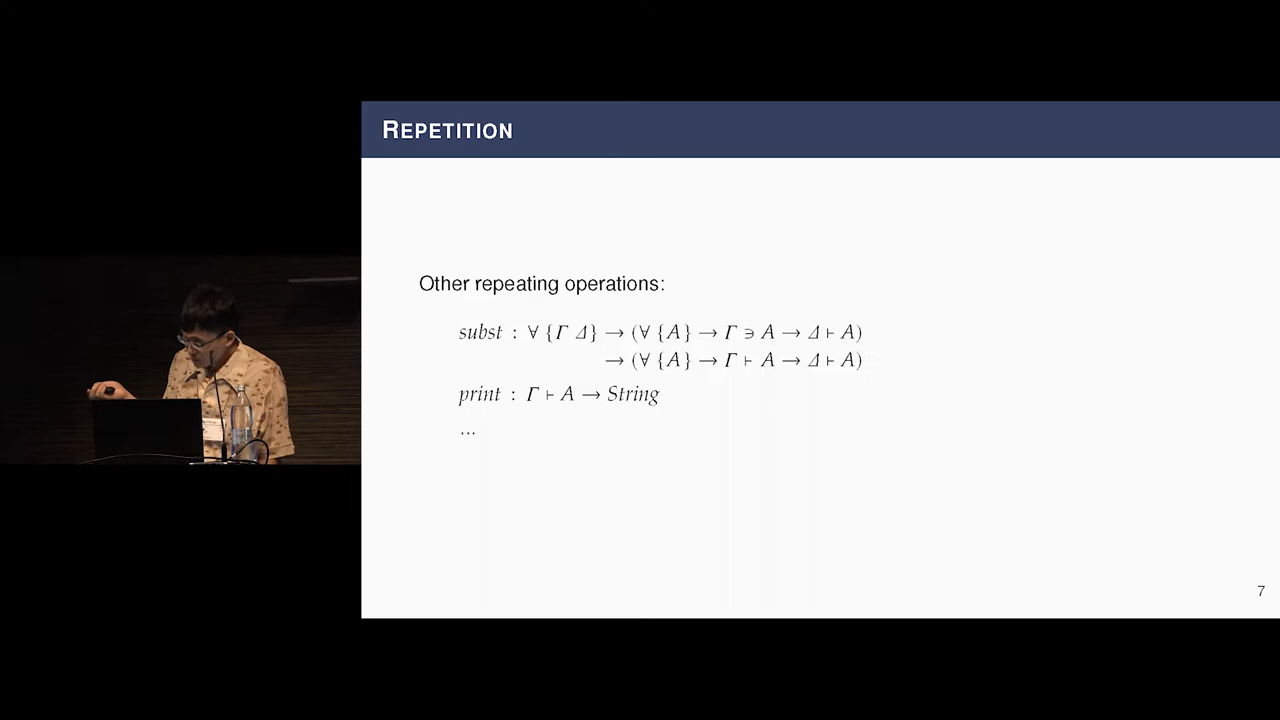 REPETITION
Other repeating operations:
subst : ∀ {Γ Δ} → (∀ {A} → Γ ∋ A → Δ ⊢ A)
→ (∀ {A} → Γ ⊢ A → Δ ⊢ A)
print : Γ ⊢ A → String
...
7